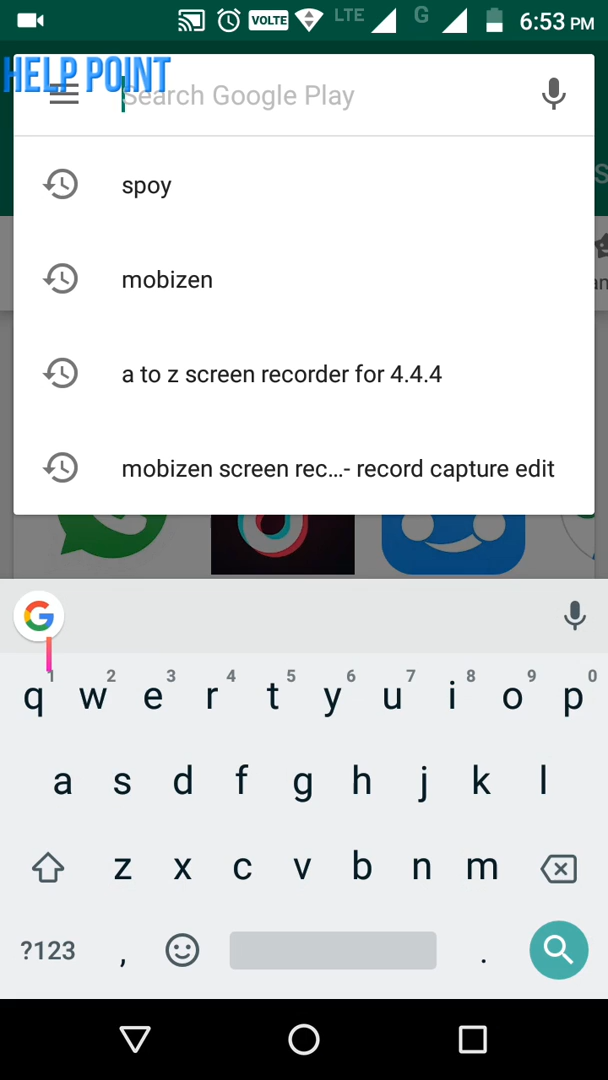 VOLTE LTE G 6:53 PM
HELP POINT
Search Google Play
spoy
mobizen
a to z screen recorder for 4.4.4
mobizen screen rec...- record capture edit
G
1 2 3 4 5 6 7 8 9 0
q w e r t y u i o p
a s d f g h j k l
z x c v b n m
?123 , .